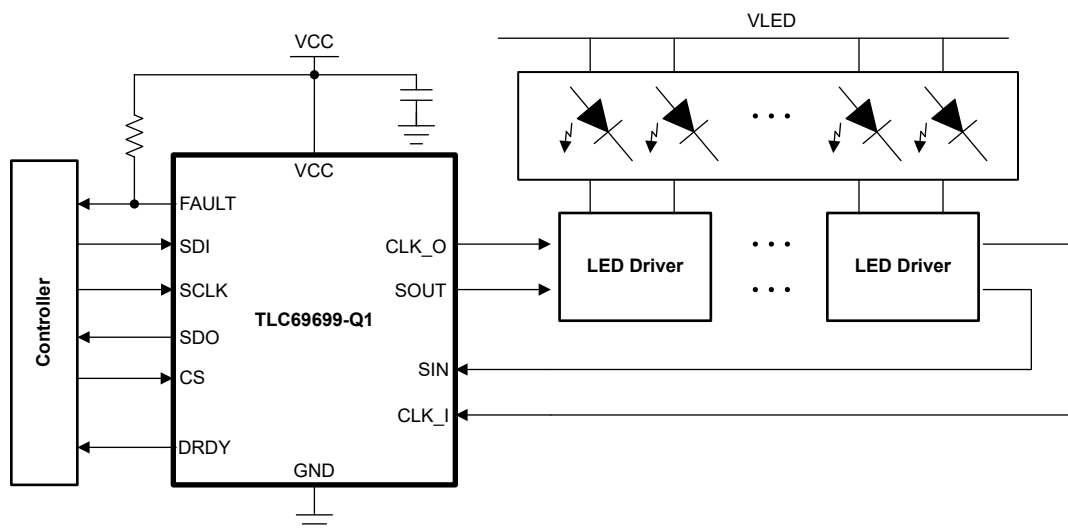 VLED
VCC
VCC
FAULT
SDI
SCLK
SDO
CS
DRDY
Controller
TLC69699-Q1
CLK_O
SOUT
SIN
CLK_I
GND
LED Driver
LED Driver